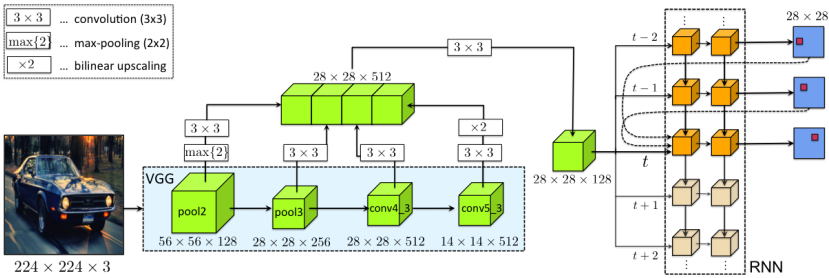 3 × 3 ... convolution (3x3)
max{2} ... max-pooling (2x2)
×2 ... bilinear upscaling
3 × 3
28 × 28
28 × 28 × 512
t−2
t−1
3 × 3
max{2}
3 × 3
3 × 3
×2
3 × 3
t
VGG
28 × 28 × 128
pool2
pool3
conv4_3
conv5_3
t+1
56 × 56 × 128
28 × 28 × 256
28 × 28 × 512
14 × 14 × 512
t+2
224 × 224 × 3
RNN